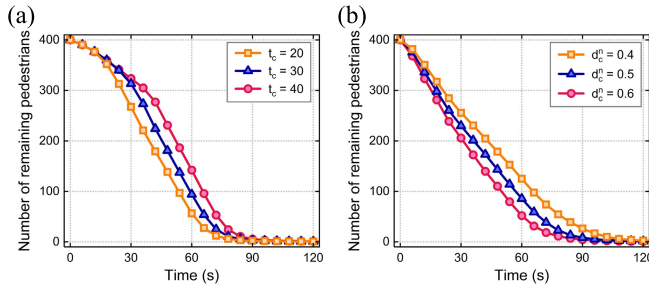 (a)
Number of remaining pedestrians
400
300
200
100
0
t_c = 20
t_c = 30
t_c = 40
0 30 60 90 120
Time (s)
(b)
Number of remaining pedestrians
400
300
200
100
0
d_c^n = 0.4
d_c^n = 0.5
d_c^n = 0.6
0 30 60 90 120
Time (s)